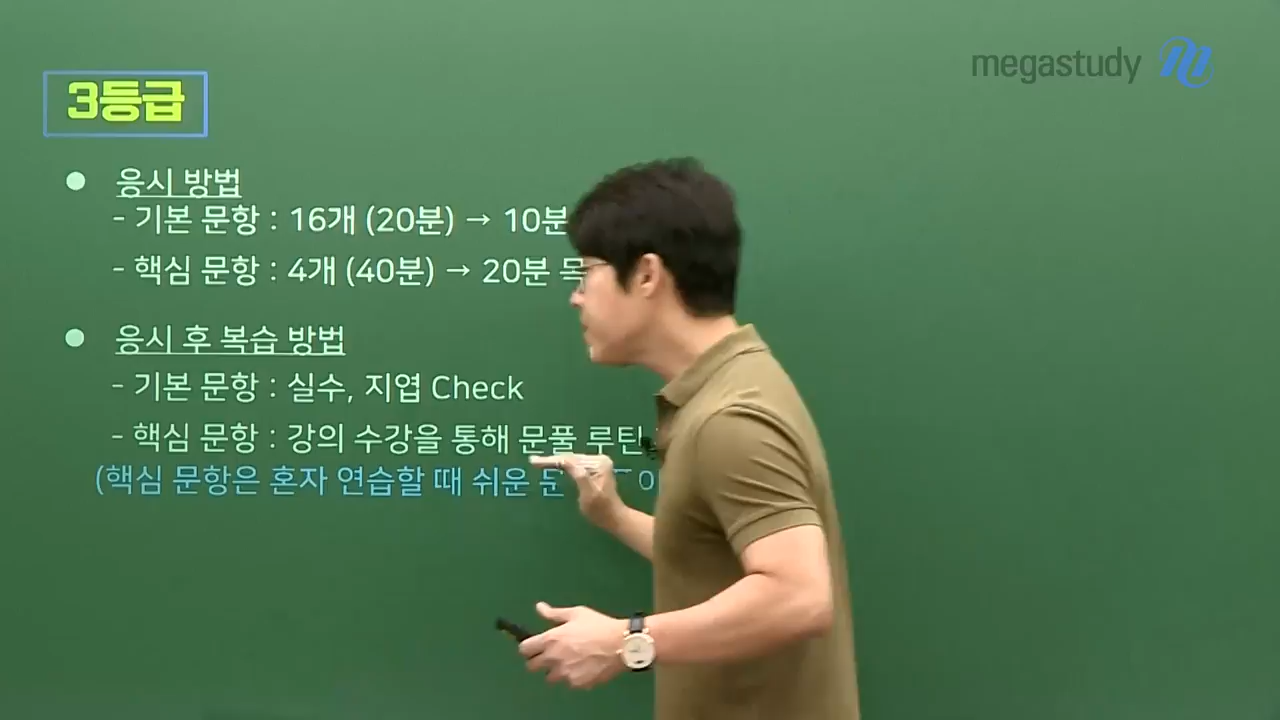 megastudy
3등급
● 응시 방법
- 기본 문항 : 16개 (20분) → 10분
- 핵심 문항 : 4개 (40분) → 20분
● 응시 후 복습 방법
- 기본 문항 : 실수, 지엽 Check
- 핵심 문항 : 강의 수강을 통해 문풀 루틴
(핵심 문항은 혼자 연습할 때 쉬운